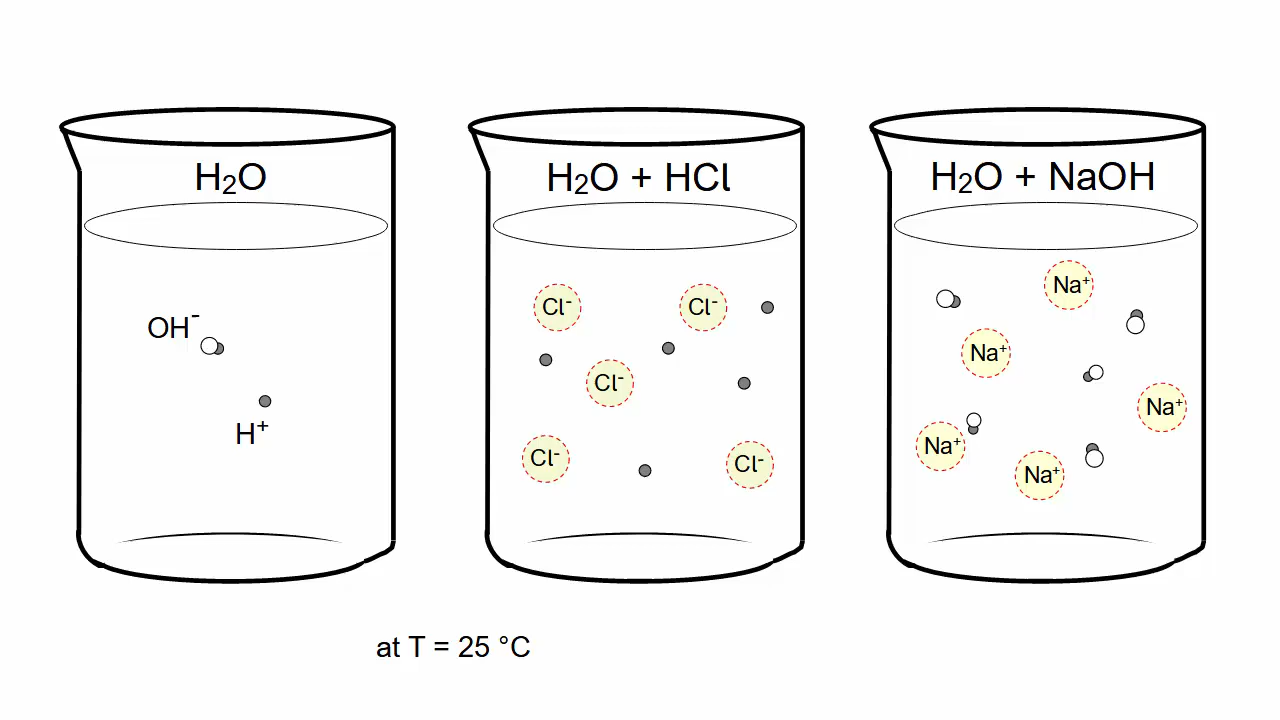 H₂O
H₂O + HCl
H₂O + NaOH
OH⁻
H⁺
Cl⁻
Cl⁻
Cl⁻
Cl⁻
Cl⁻
Na⁺
Na⁺
Na⁺
Na⁺
Na⁺
at T = 25 °C